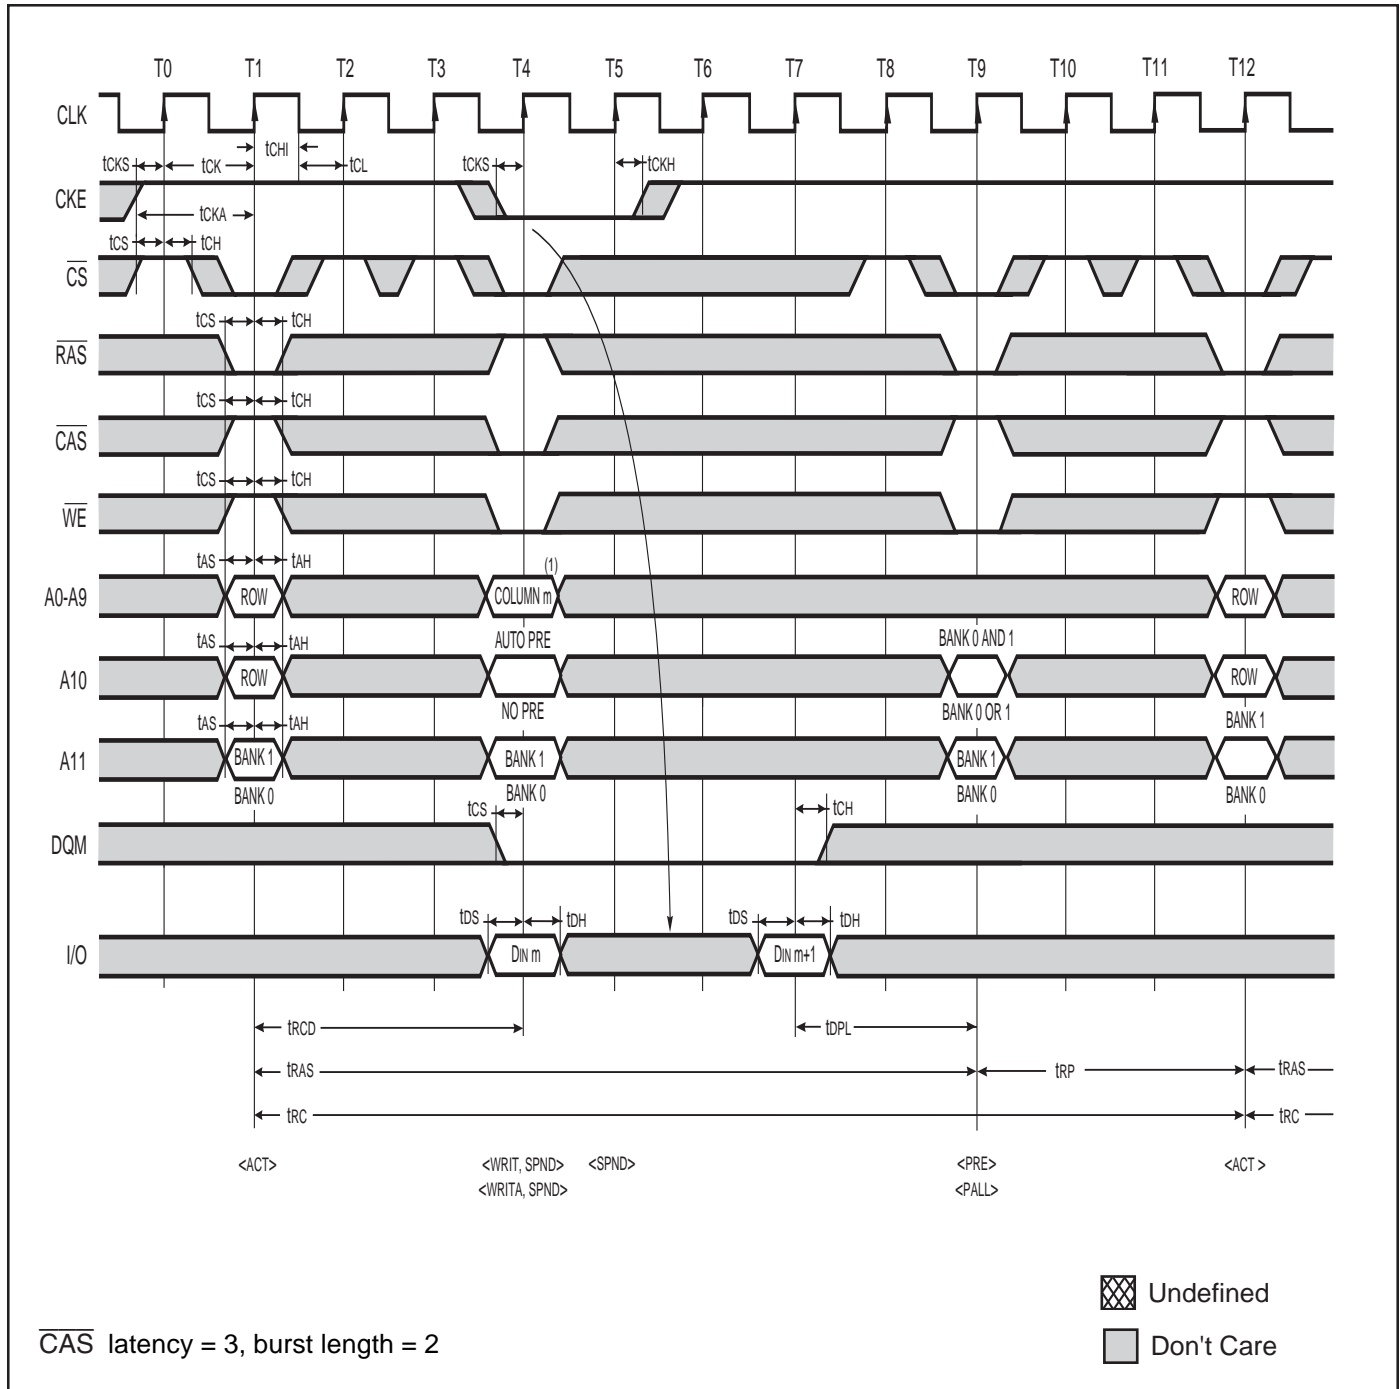 T0 T1 T2 T3 T4 T5 T6 T7 T8 T9 T10 T11 T12
CLK
tCHI
tCKS tCK tCL tCKS tCKH
CKE
tCKA
tCS tCH
CS
tCS tCH
RAS
tCS tCH
CAS
tCS tCH
WE
tAS tAH (1)
A0-A9 ROW COLUMN m ROW
tAS tAH AUTO PRE BANK 0 AND 1
A10 ROW ROW
NO PRE BANK 0 OR 1 BANK 1
tAS tAH
A11 BANK 1 BANK 1 BANK 1
BANK 0 BANK 0 BANK 0 BANK 0
tCS tCH
DQM
tDS tDH tDS tDH
I/O DIN m DIN m+1
tRCD tDPL
tRAS tRP tRAS
tRC tRC
<ACT> <WRIT, SPND> <SPND> <PRE> <ACT >
<WRITA, SPND> <PALL>
Undefined
CAS latency = 3, burst length = 2
Don't Care